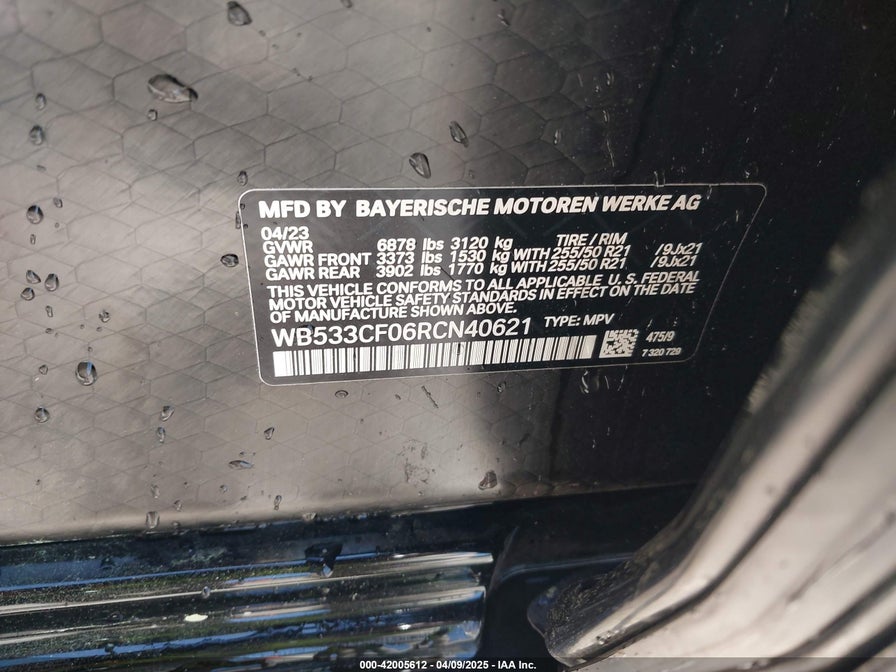 MFD BY BAYERISCHE MOTOREN WERKE AG
04/23 TIRE / RIM
GVWR 6878 lbs 3120 kg
GAWR FRONT 3373 lbs 1530 kg WITH 255/50 R21 /9Jx21
GAWR REAR 3902 lbs 1770 kg WITH 255/50 R21 /9Jx21
THIS VEHICLE CONFORMS TO ALL APPLICABLE U.S. FEDERAL
MOTOR VEHICLE SAFETY STANDARDS IN EFFECT ON THE DATE
OF MANUFACTURE SHOWN ABOVE.
WB533CF06RCN40621 TYPE: MPV
475/9
7 320 729
000-42005612 - 04/09/2025 - IAA Inc.